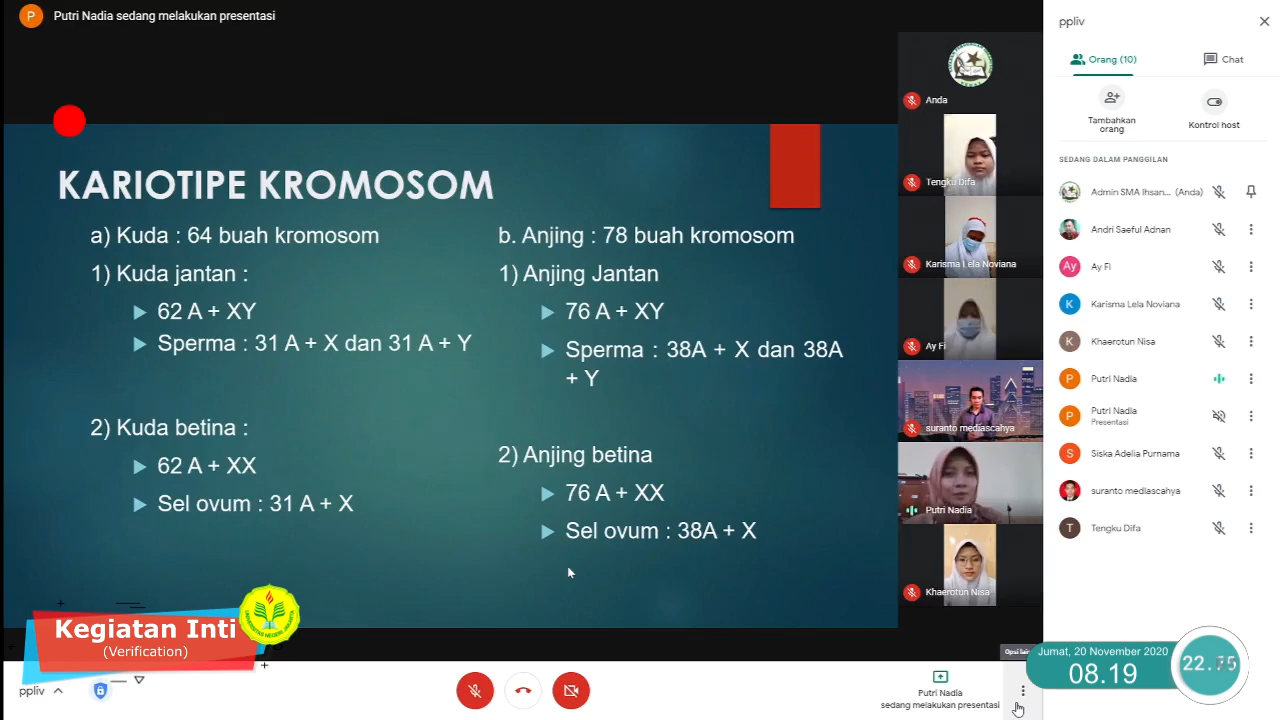 P Putri Nadia sedang melakukan presentasi
KARIOTIPE KROMOSOM
a) Kuda : 64 buah kromosom
1) Kuda jantan :
62 A + XY
Sperma : 31 A + X dan 31 A + Y
2) Kuda betina :
62 A + XX
Sel ovum : 31 A + X
b. Anjing : 78 buah kromosom
1) Anjing Jantan
76 A + XY
Sperma : 38A + X dan 38A
+ Y
2) Anjing betina
76 A + XX
Sel ovum : 38A + X
Anda
Tengku Difa
Karisma Lela Noviana
Ay Fi
suranto mediascahya
Putri Nadia
Khaerotun Nisa
ppliv
Orang (10)
Chat
Tambahkan
orang
Kontrol host
SEDANG DALAM PANGGILAN
Admin SMA Ihsan... (Anda)
Andri Saeful Adnan
Ay Ay Fi
K Karisma Lela Noviana
K Khaerotun Nisa
P Putri Nadia
P Putri Nadia
Presentasi
S Siska Adelia Purnama
suranto mediascahya
T Tengku Difa
Kegiatan Inti
(Verification)
ppliv
Putri Nadia
sedang melakukan presentasi
Opsi lain
Jumat, 20 November 2020
08.19